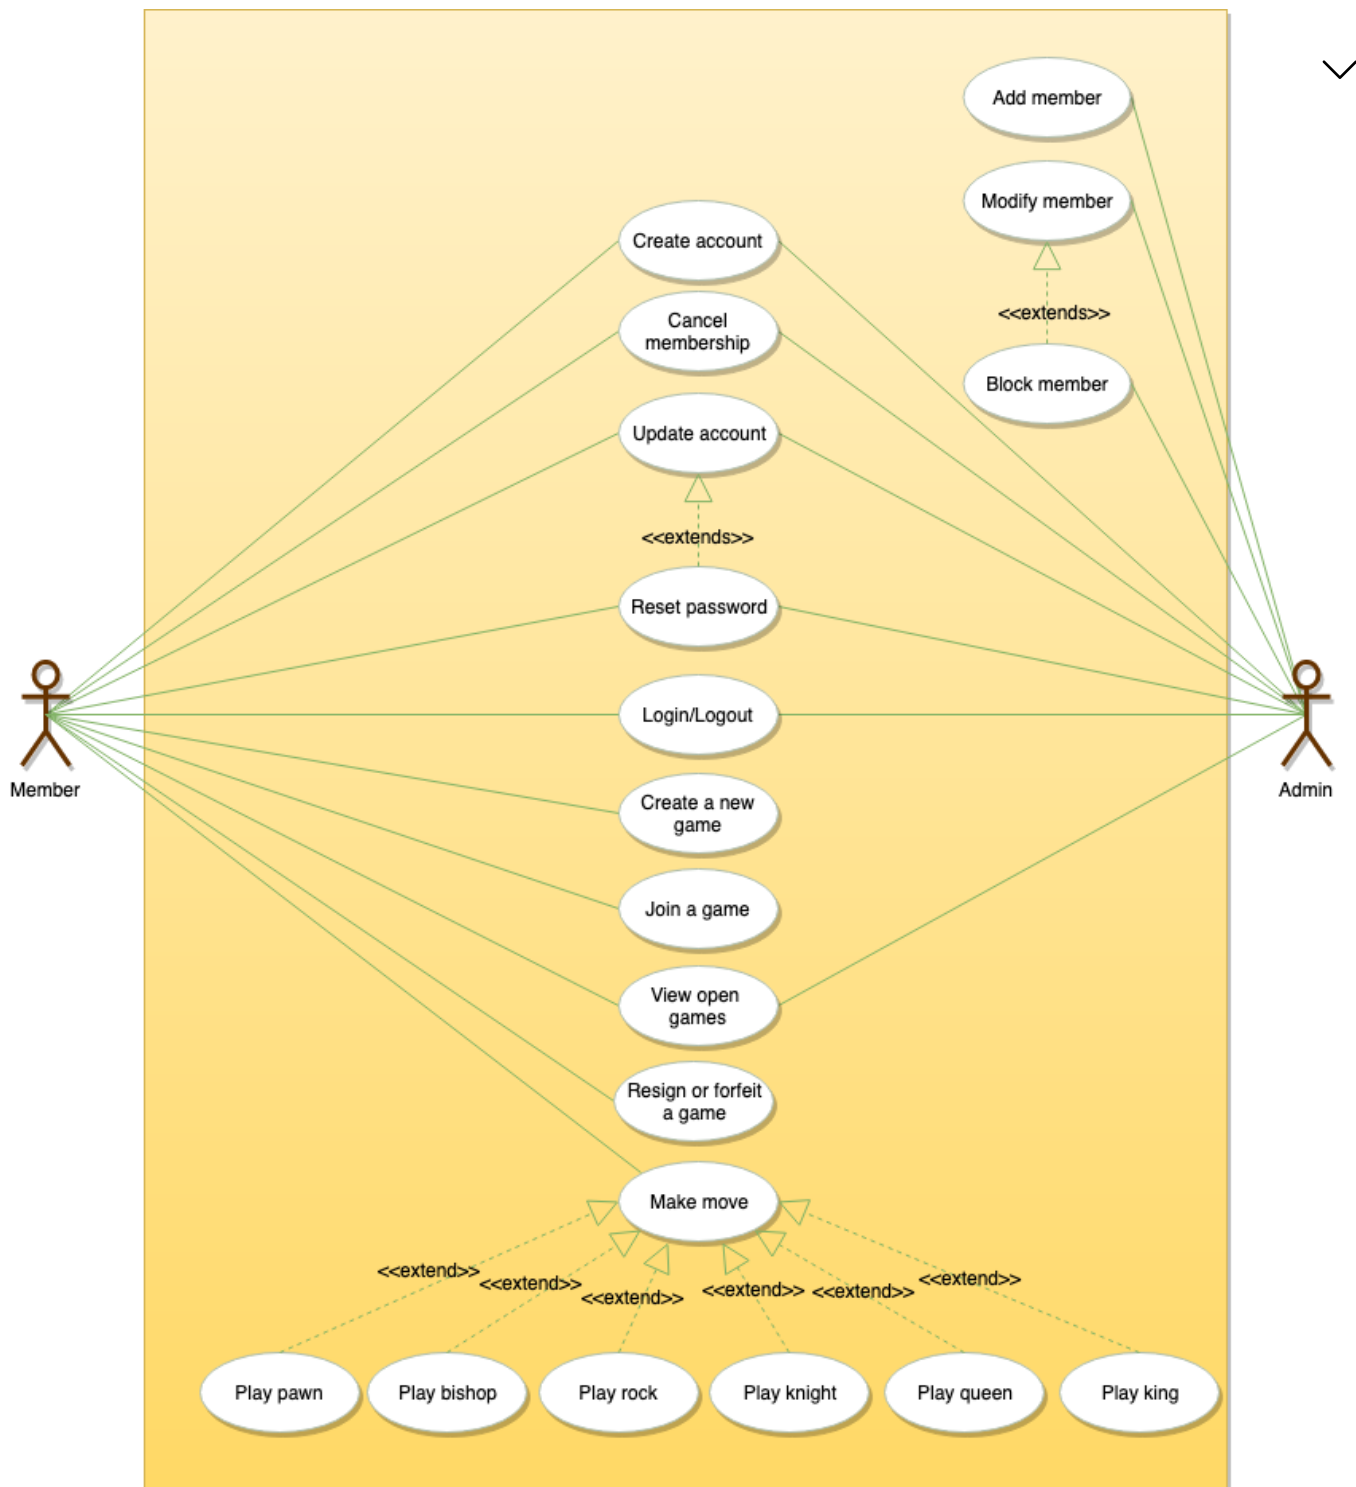 Add member
Modify member
Create account
<<extends>>
Cancel
membership
Block member
Update account
<<extends>>
Reset password
Login/Logout
Member
Admin
Create a new
game
Join a game
View open
games
Resign or forfeit
a game
Make move
<<extend>>
<<extend>>
<<extend>>
<<extend>>
<<extend>>
<<extend>>
Play pawn
Play bishop
Play rock
Play knight
Play queen
Play king